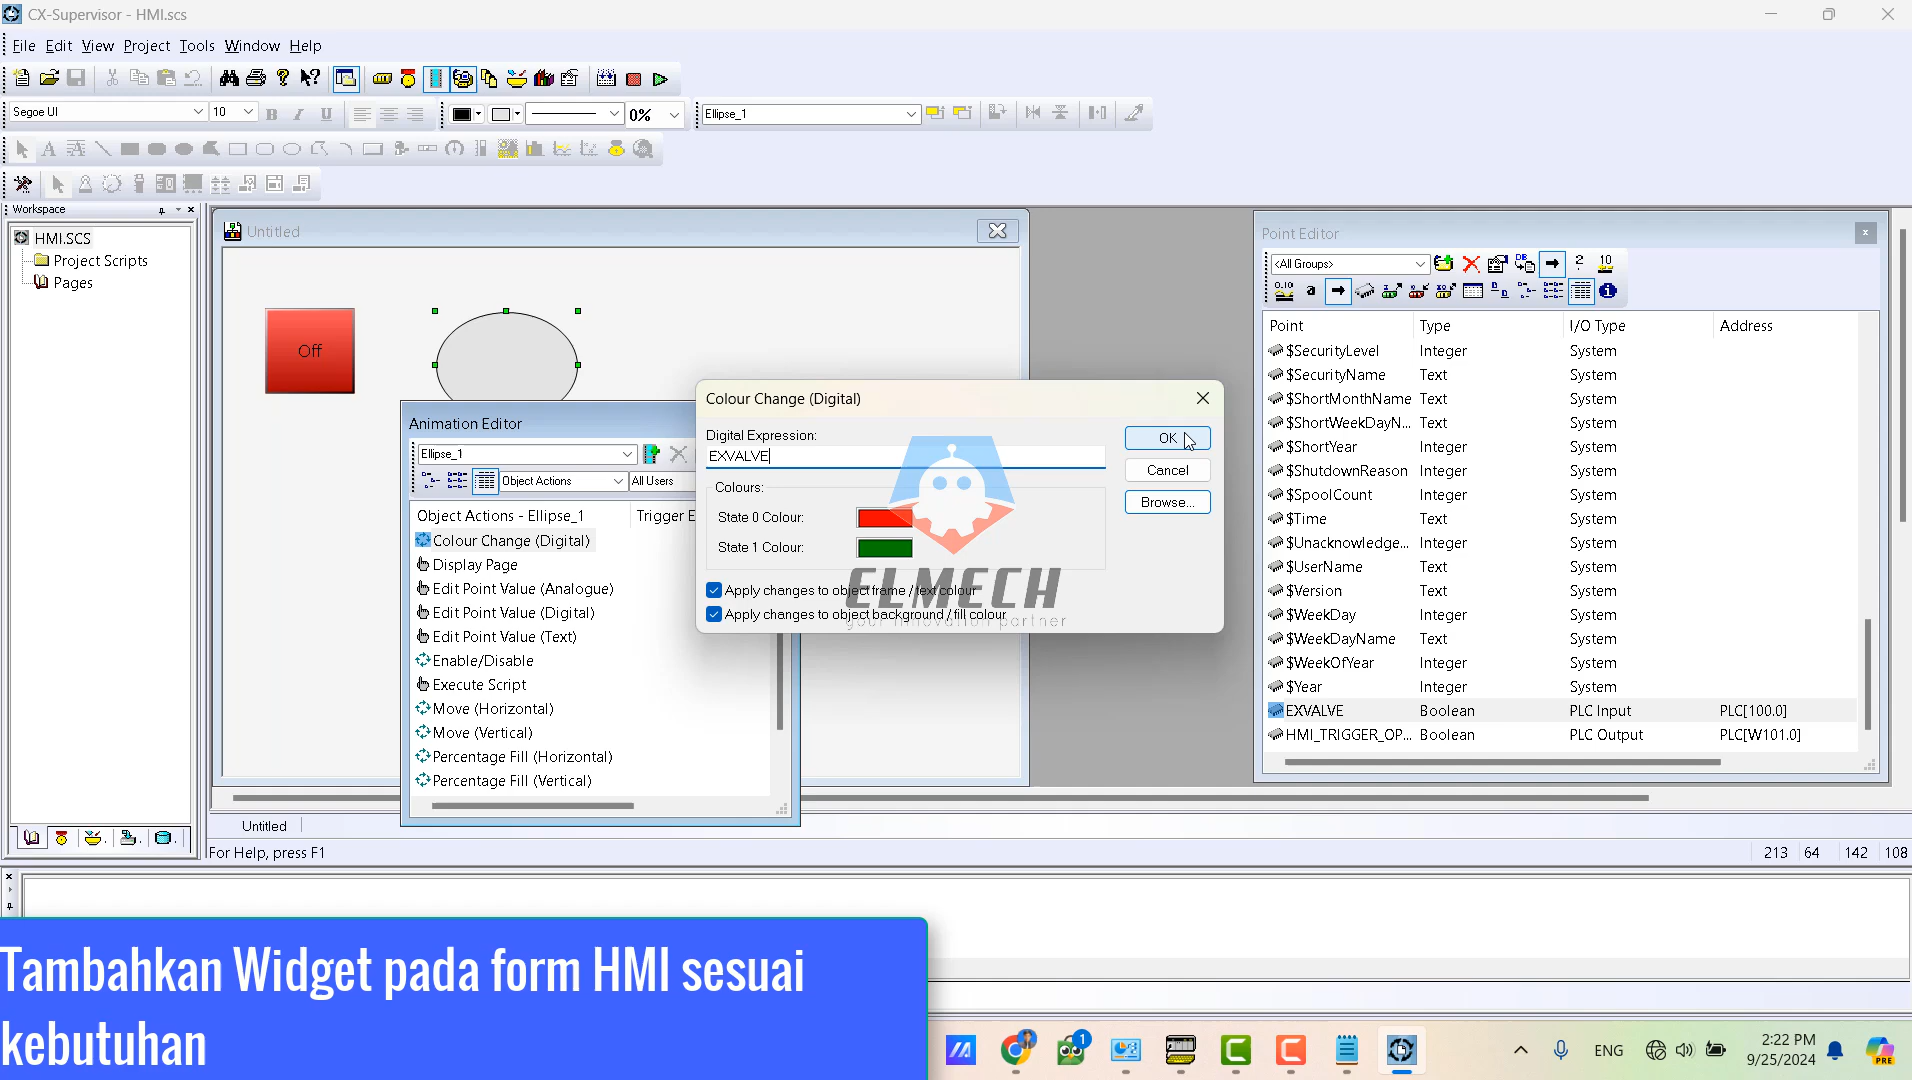 CX-Supervisor - HMI.scs
File Edit View Project Tools Window Help
Segoe UI 10 B I U 0% Ellipse_1
Workspace
HMI.SCS
Project Scripts
Pages
Untitled
Off
Animation Editor
Ellipse_1
Object Actions All Users
Object Actions - Ellipse_1 Trigger E
Colour Change (Digital)
Display Page
Edit Point Value (Analogue)
Edit Point Value (Digital)
Edit Point Value (Text)
Enable/Disable
Execute Script
Move (Horizontal)
Move (Vertical)
Percentage Fill (Horizontal)
Percentage Fill (Vertical)
Colour Change (Digital)
Digital Expression:
EXVALVE
OK
Cancel
Browse...
Colours:
State 0 Colour:
State 1 Colour:
Apply changes to object frame / text colour
Apply changes to object background / fill colour
ELMECH
your innovation partner
Point Editor
<All Groups>
Point Type I/O Type Address
$SecurityLevel Integer System
$SecurityName Text System
$ShortMonthName Text System
$ShortWeekDayN... Text System
$ShortYear Integer System
$ShutdownReason Integer System
$SpoolCount Integer System
$Time Text System
$Unacknowledge... Integer System
$UserName Text System
$Version Text System
$WeekDay Integer System
$WeekDayName Text System
$WeekOfYear Integer System
$Year Integer System
EXVALVE Boolean PLC Input PLC[100.0]
HMI_TRIGGER_OP... Boolean PLC Output PLC[W101.0]
Untitled
For Help, press F1
213 64 142 108
Tambahkan Widget pada form HMI sesuai
kebutuhan
1
ENG
2:22 PM
9/25/2024
PRE